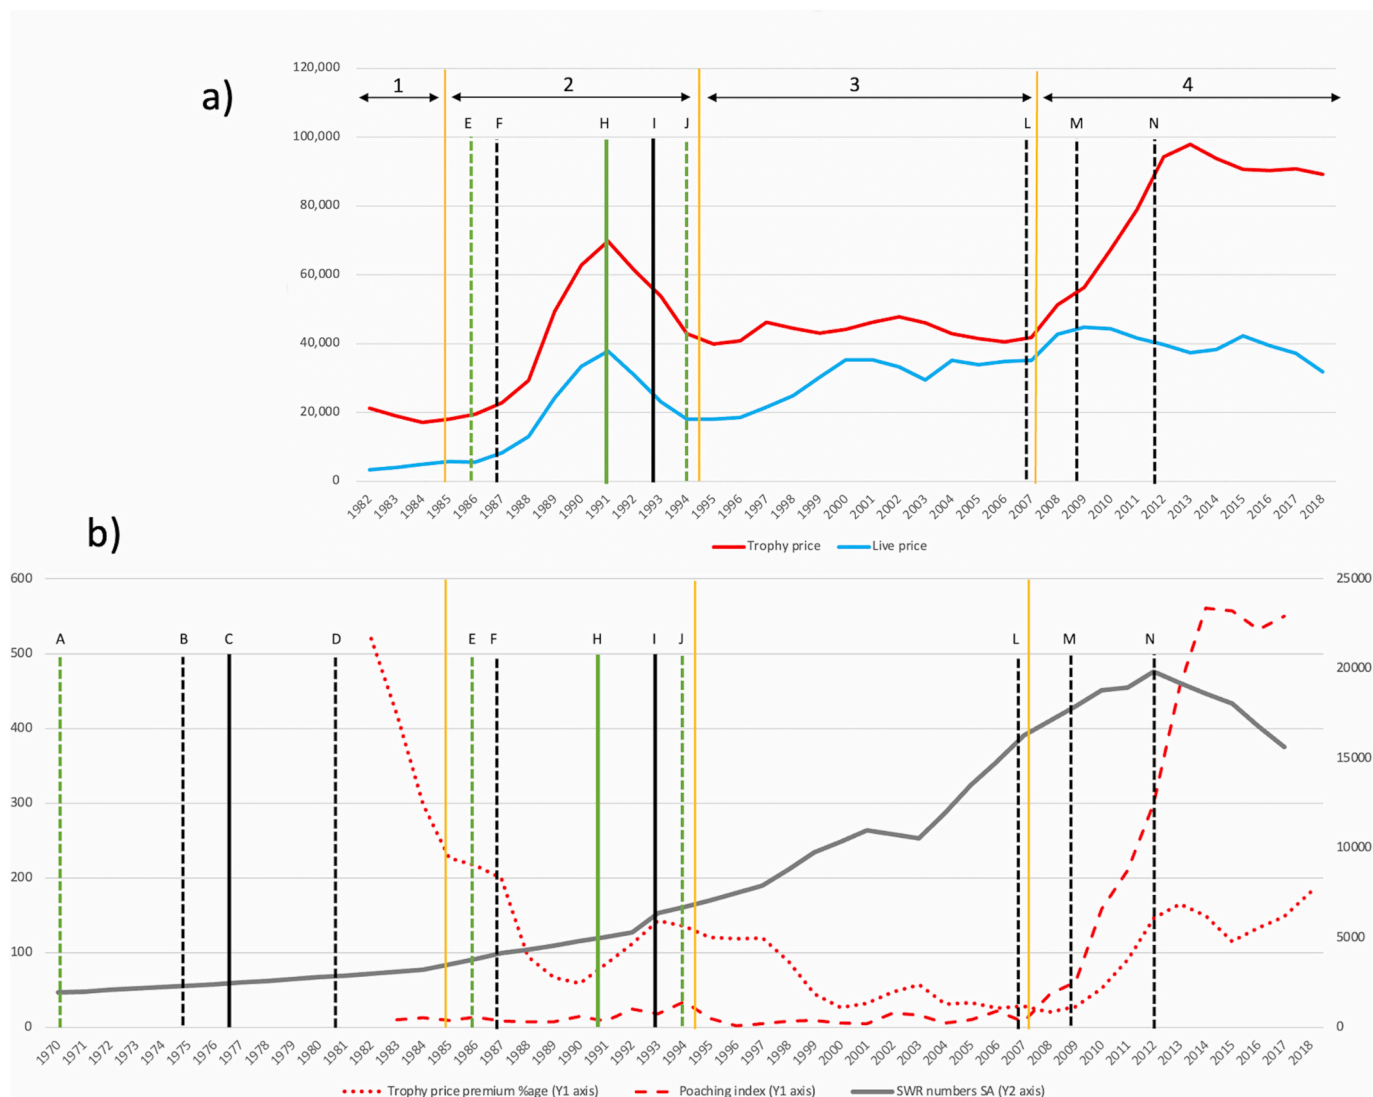 a)
120,000
1 2 3 4
E F H I J L M N
100,000
80,000
60,000
40,000
20,000
0
1982 1983 1984 1985 1986 1987 1988 1989 1990 1991 1992 1993 1994 1995 1996 1997 1998 1999 2000 2001 2002 2003 2004 2005 2006 2007 2008 2009 2010 2011 2012 2013 2014 2015 2016 2017 2018
Trophy price Live price
b)
600 25000
A B C D E F H I J L M N
500 20000
400
15000
300
10000
200
100 5000
0 0
1970 1971 1972 1973 1974 1975 1976 1977 1978 1979 1980 1981 1982 1983 1984 1985 1986 1987 1988 1989 1990 1991 1992 1993 1994 1995 1996 1997 1998 1999 2000 2001 2002 2003 2004 2005 2006 2007 2008 2009 2010 2011 2012 2013 2014 2015 2016 2017 2018
Trophy price premium %age (Y1 axis) Poaching index (Y1 axis) SWR numbers SA (Y2 axis)